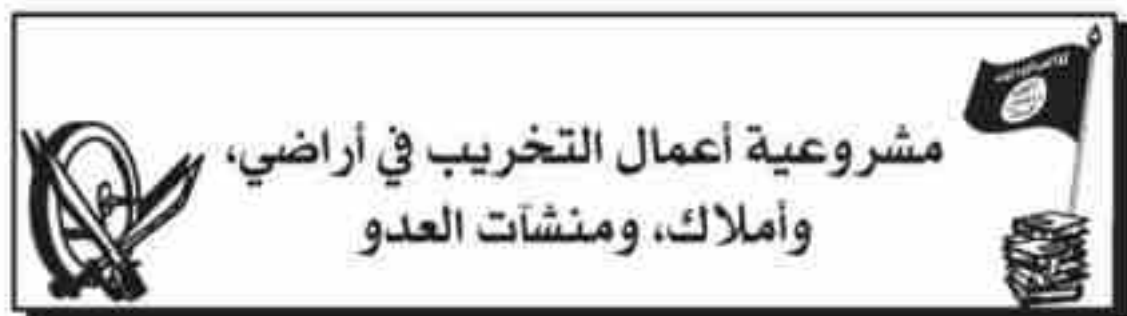 مشروعية أعمال التخريب في أراضي،
وأملاك، ومنشآت العدو